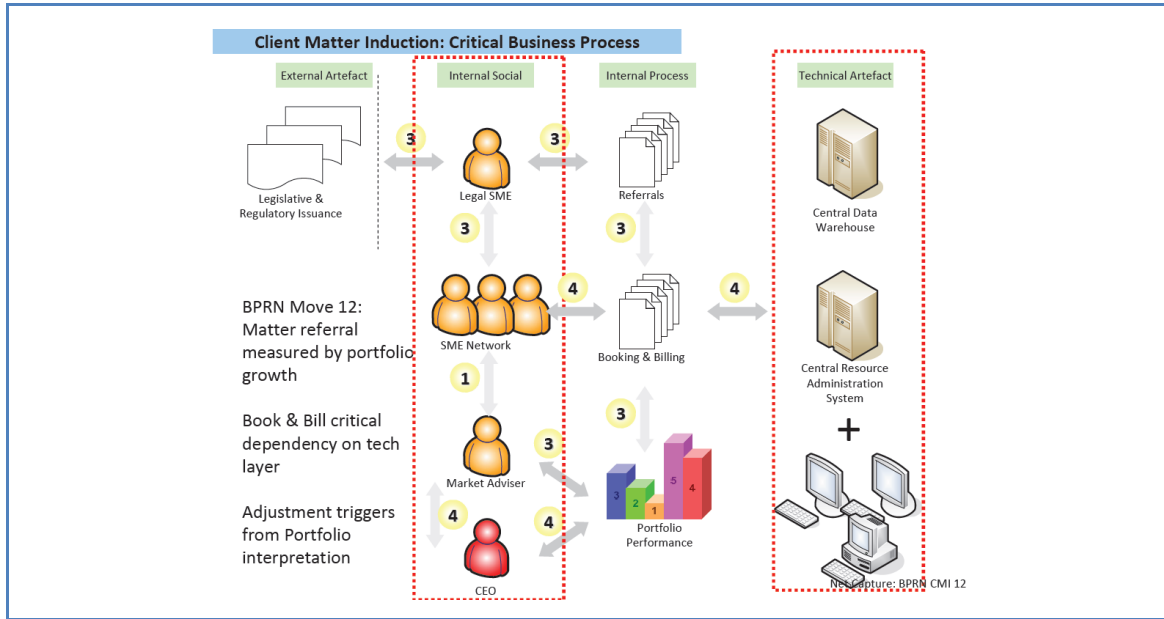 Client Matter Induction: Critical Business Process
External Artefact
Internal Social
Internal Process
Technical Artefact
3
3
Legislative &
Regulatory Issuance
Legal SME
Referrals
Central Data
Warehouse
3
3
4
4
BPRN Move 12:
Matter referral
measured by portfolio
growth
SME Network
Booking & Billing
Central Resource
Administration
System
1
3
+
Book & Bill critical
dependency on tech
layer
Market Adviser
3
3
2
1
5
4
Adjustment triggers
from Portfolio
interpretation
4
4
Portfolio
Performance
CEO
Net Capture: BPRN CMI 12